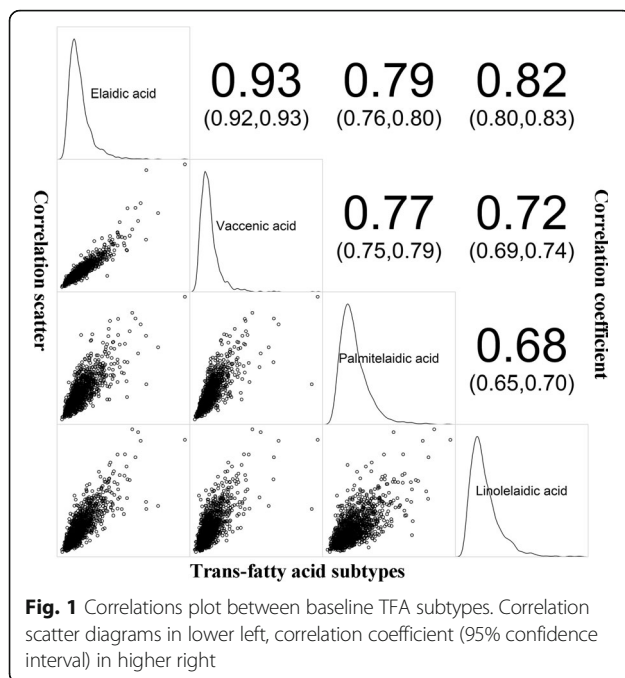 Elaidic acid
0.93
(0.92,0.93)
0.79
(0.76,0.80)
0.82
(0.80,0.83)
Correlation scatter
Vaccenic acid
0.77
(0.75,0.79)
0.72
(0.69,0.74)
Correlation coefficient
Palmitelaidic acid
0.68
(0.65,0.70)
Linolelaidic acid
Trans-fatty acid subtypes
Fig. 1 Correlations plot between baseline TFA subtypes. Correlation
scatter diagrams in lower left, correlation coefficient (95% confidence
interval) in higher right